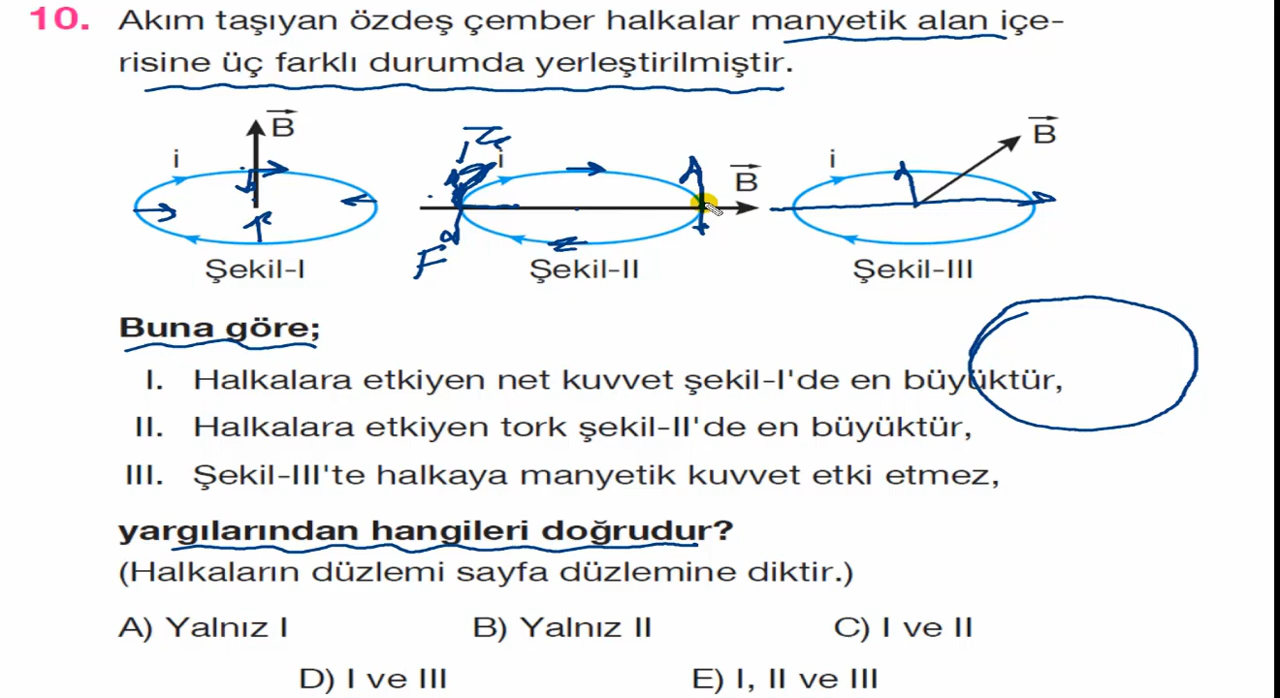 10. Akım taşıyan özdeş çember halkalar manyetik alan içe-
risine üç farklı durumda yerleştirilmiştir.
i B i B i B
F
Şekil-I Şekil-II Şekil-III
Buna göre;
I. Halkalara etkiyen net kuvvet şekil-I'de en büyüktür,
II. Halkalara etkiyen tork şekil-II'de en büyüktür,
III. Şekil-III'te halkaya manyetik kuvvet etki etmez,
yargılarından hangileri doğrudur?
(Halkaların düzlemi sayfa düzlemine diktir.)
A) Yalnız I B) Yalnız II C) I ve II
D) I ve III E) I, II ve III